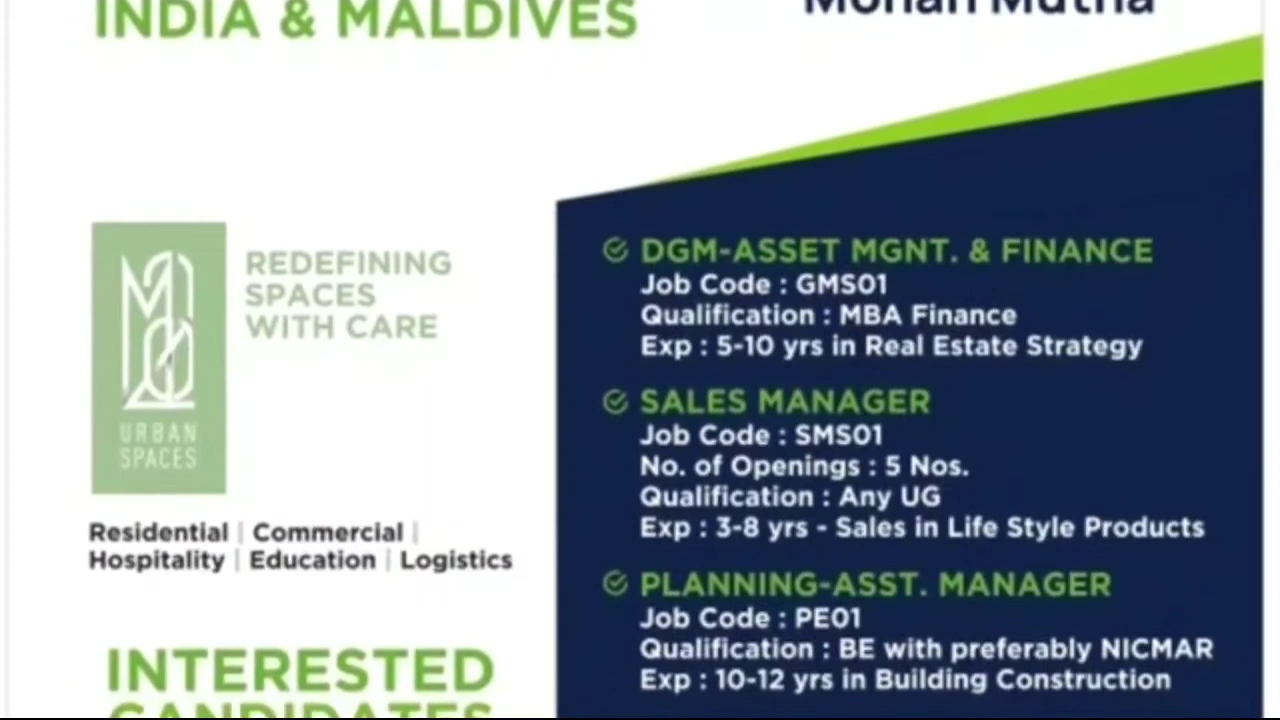 INDIA & MALDIVES
Mohan Mutha
REDEFINING
SPACES
WITH CARE
URBAN
SPACES
Residential | Commercial |
Hospitality | Education | Logistics
INTERESTED
CANDIDATES
DGM-ASSET MGNT. & FINANCE
Job Code : GMS01
Qualification : MBA Finance
Exp : 5-10 yrs in Real Estate Strategy
SALES MANAGER
Job Code : SMS01
No. of Openings : 5 Nos.
Qualification : Any UG
Exp : 3-8 yrs - Sales in Life Style Products
PLANNING-ASST. MANAGER
Job Code : PE01
Qualification : BE with preferably NICMAR
Exp : 10-12 yrs in Building Construction